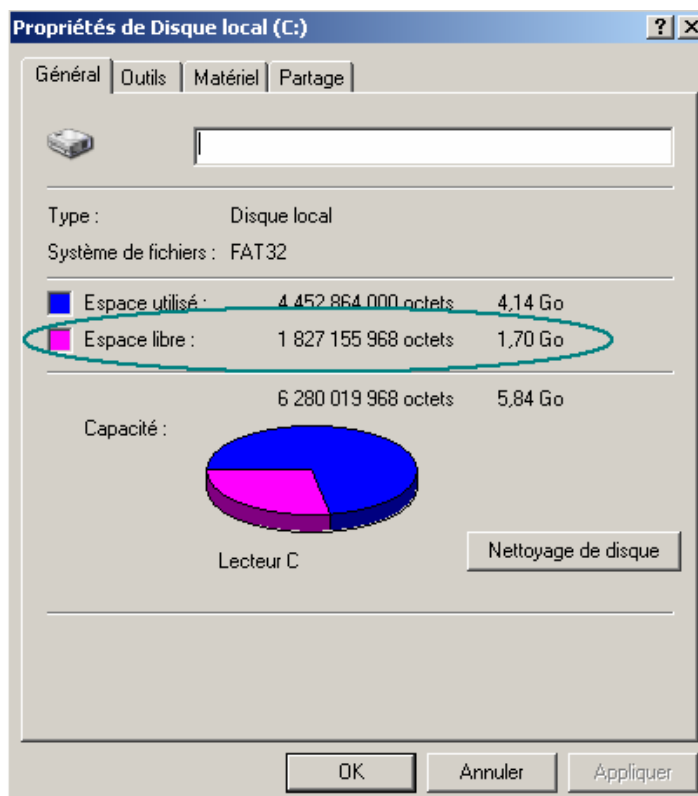 Propriétés de Disque local (C:)
Général Outils Matériel Partage
Type : Disque local
Système de fichiers : FAT32
Espace utilisé : 4 452 864 000 octets 4,14 Go
Espace libre : 1 827 155 968 octets 1,70 Go
6 280 019 968 octets 5,84 Go
Capacité :
Lecteur C
Nettoyage de disque
OK Annuler Appliquer